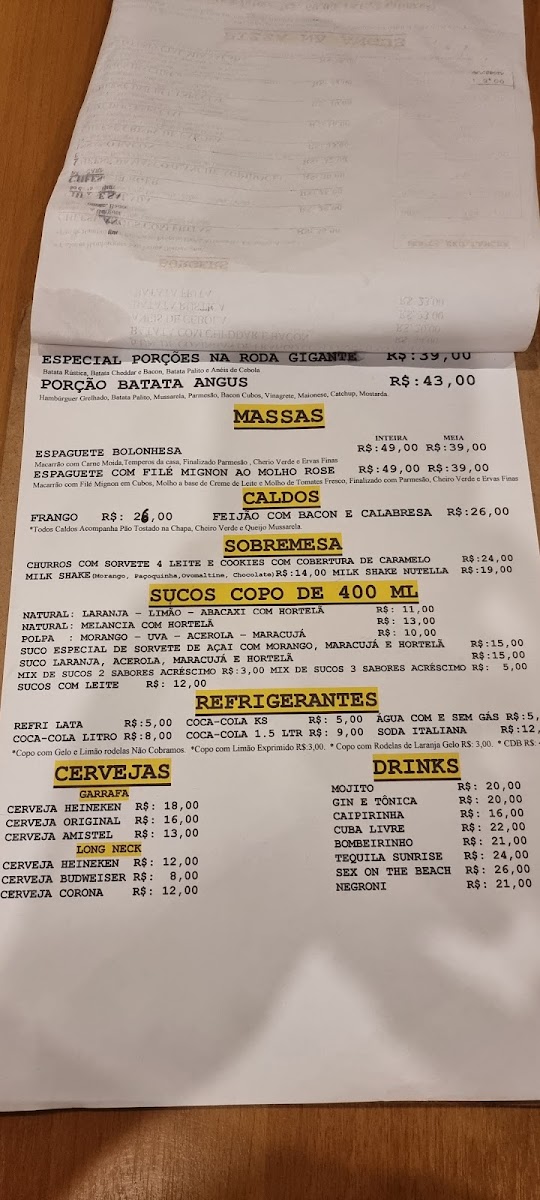 ESPECIAL PORÇÕES NA RODA GIGANTE R$:39,00
Batata Rústica, Batata Cheddar e Bacon, Batata Palito e Anéis de Cebola
PORÇÃO BATATA ANGUS R$:43,00
Hambúrguer Grelhado, Batata Palito, Mussarela, Parmesão, Bacon Cubos, Vinagrete, Maionese, Catchup, Mostarda.
MASSAS
INTEIRA MEIA
ESPAGUETE BOLONHESA R$:49,00 R$:39,00
Macarrão com Carne Moída,Temperos da casa, Finalizado Parmesão , Cherio Verde e Ervas Finas
ESPAGUETE COM FILÉ MIGNON AO MOLHO ROSE R$:49,00 R$:39,00
Macarrão com Filé Mignon em Cubos, Molho a base de Creme de Leite e Molho de Tomates Fresco, Finalizado com Parmesão, Cheiro Verde e Ervas Finas
CALDOS
FRANGO R$: 26,00 FEIJÃO COM BACON E CALABRESA R$:26,00
*Todos Caldos Acompanha Pão Tostado na Chapa, Cheiro Verde e Queijo Mussarela.
SOBREMESA
CHURROS COM SORVETE 4 LEITE E COOKIES COM COBERTURA DE CARAMELO R$:24,00
MILK SHAKE(Morango, Paçoquinha,Ovomaltine, Chocolate)R$:14,00 MILK SHAKE NUTELLA R$:19,00
SUCOS COPO DE 400 ML
NATURAL: LARANJA - LIMÃO - ABACAXI COM HORTELÃ R$: 11,00
NATURAL: MELANCIA COM HORTELÃ R$: 13,00
POLPA : MORANGO - UVA - ACEROLA - MARACUJÁ R$: 10,00
SUCO ESPECIAL DE SORVETE DE AÇAI COM MORANGO, MARACUJÁ E HORTELÃ R$:15,00
SUCO LARANJA, ACEROLA, MARACUJÁ E HORTELÃ R$:15,00
MIX DE SUCOS 2 SABORES ACRÉSCIMO R$:3,00 MIX DE SUCOS 3 SABORES ACRÉSCIMO R$: 5,00
SUCOS COM LEITE R$: 12,00
REFRIGERANTES
REFRI LATA R$:5,00 COCA-COLA KS R$: 5,00 ÁGUA COM E SEM GÁS R$:5,
COCA-COLA LITRO R$:8,00 COCA-COLA 1.5 LTR R$: 9,00 SODA ITALIANA R$:12,
*Copo com Gelo e Limão rodelas Não Cobramos. *Copo com Limão Exprimido R$:3,00. * Copo com Rodelas de Laranja Gelo R$: 3,00. * CDB R$:
CERVEJAS
GARRAFA
CERVEJA HEINEKEN R$: 18,00
CERVEJA ORIGINAL R$: 16,00
CERVEJA AMISTEL R$: 13,00
LONG NECK
CERVEJA HEINEKEN R$: 12,00
CERVEJA BUDWEISER R$: 8,00
CERVEJA CORONA R$: 12,00
DRINKS
MOJITO R$: 20,00
GIN E TÔNICA R$: 20,00
CAIPIRINHA R$: 16,00
CUBA LIVRE R$: 22,00
BOMBEIRINHO R$: 21,00
TEQUILA SUNRISE R$: 24,00
SEX ON THE BEACH R$: 26,00
NEGRONI R$: 21,00